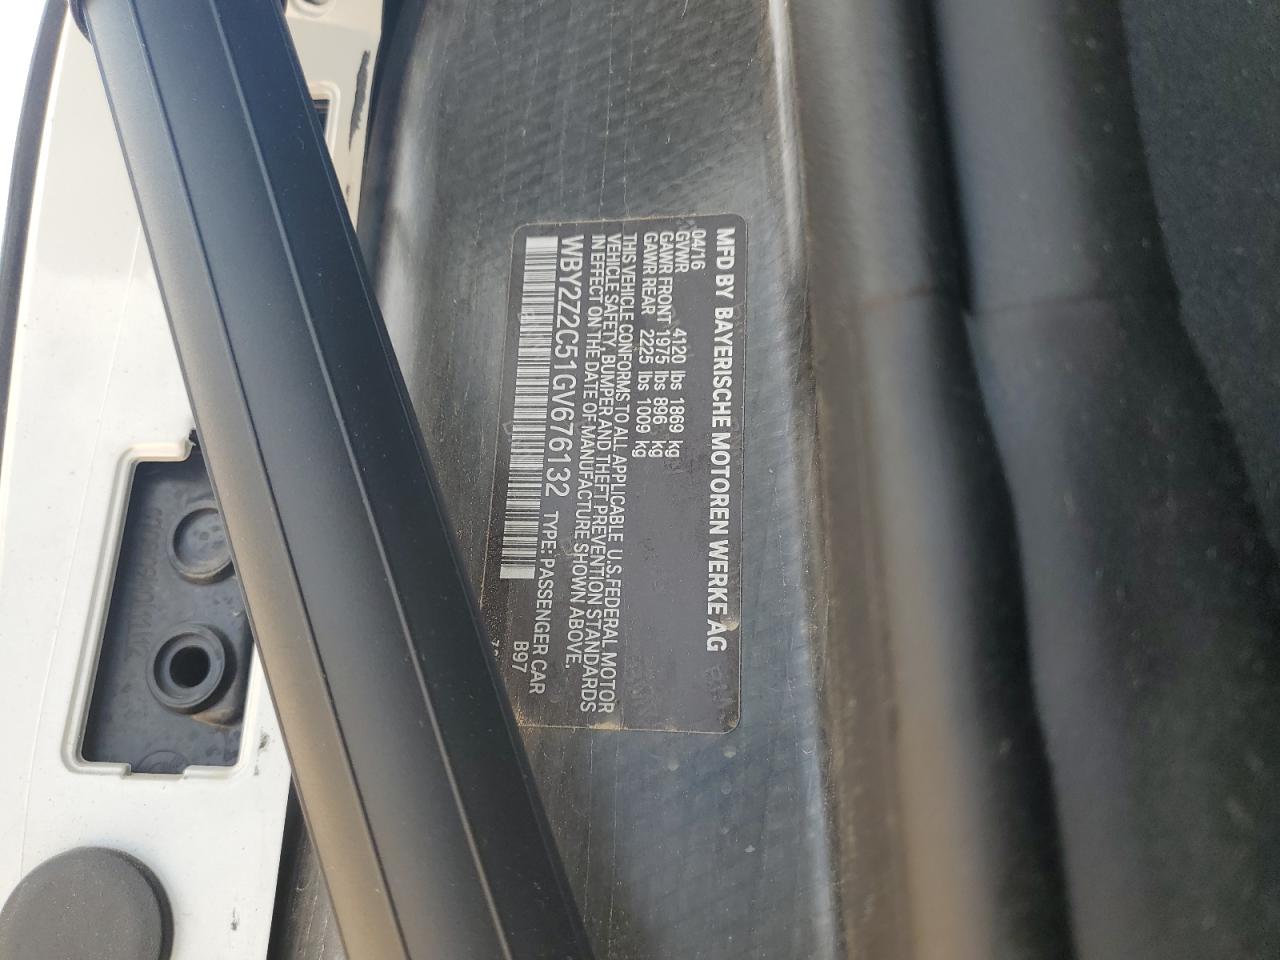 MFD BY BAYERISCHE MOTOREN WERKE AG
04/16
GVWR 4120 lbs 1869 kg
GAWR FRONT 1975 lbs 896 kg
GAWR REAR 2225 lbs 1009 kg
THIS VEHICLE CONFORMS TO ALL APPLICABLE U.S. FEDERAL MOTOR
VEHICLE SAFETY, BUMPER AND THEFT PREVENTION STANDARDS
IN EFFECT ON THE DATE OF MANUFACTURE SHOWN ABOVE.
WBY2Z2C51GV676132 TYPE: PASSENGER CAR
B97